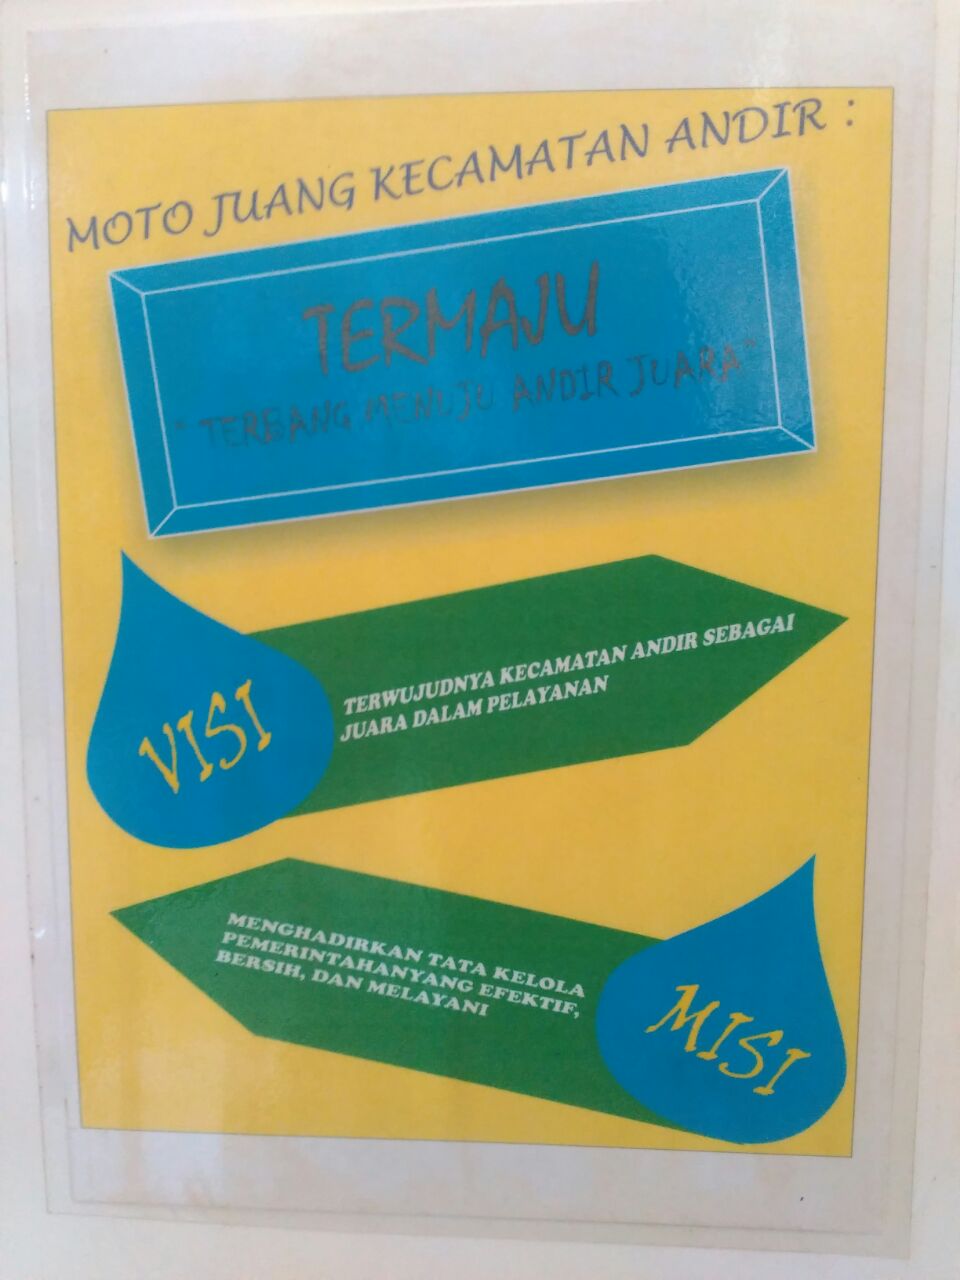 MOTO JUANG KECAMATAN ANDIR :
TERMAJU
" TERBANG MENUJU ANDIR JUARA"
VISI
TERWUJUDNYA KECAMATAN ANDIR SEBAGAI
JUARA DALAM PELAYANAN
MENGHADIRKAN TATA KELOLA
PEMERINTAHANYANG EFEKTIF,
BERSIH, DAN MELAYANI
MISI